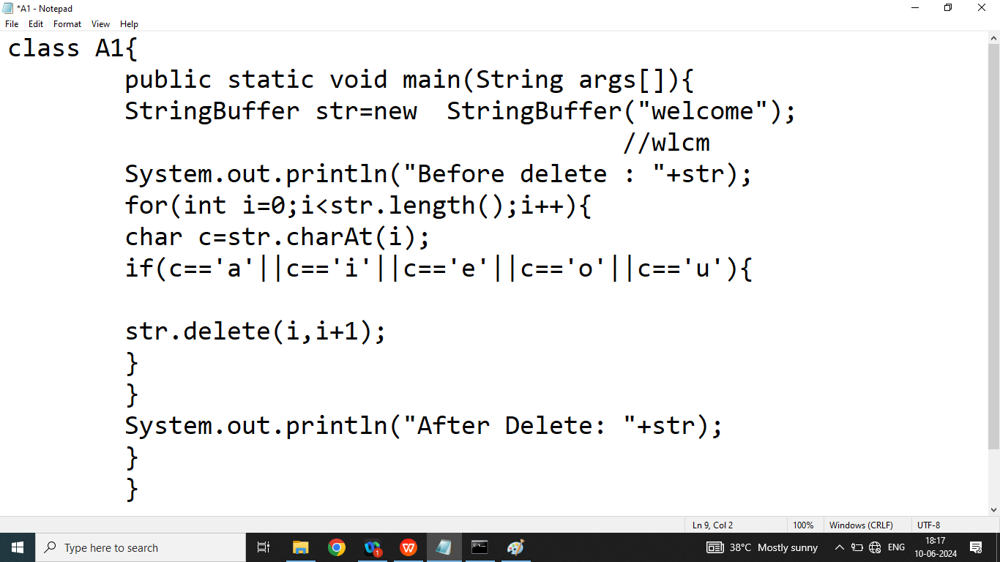 *A1 - Notepad
File Edit Format View Help
class A1{
public static void main(String args[]){
StringBuffer str=new  StringBuffer("welcome");
//wlcm
System.out.println("Before delete : "+str);
for(int i=0;i<str.length();i++){
char c=str.charAt(i);
if(c=='a'||c=='i'||c=='e'||c=='o'||c=='u'){
str.delete(i,i+1);
}
}
System.out.println("After Delete: "+str);
}
}
Ln 9, Col 2 100% Windows (CRLF) UTF-8
Type here to search 1 W 38°C Mostly sunny ENG 18:17
10-06-2024